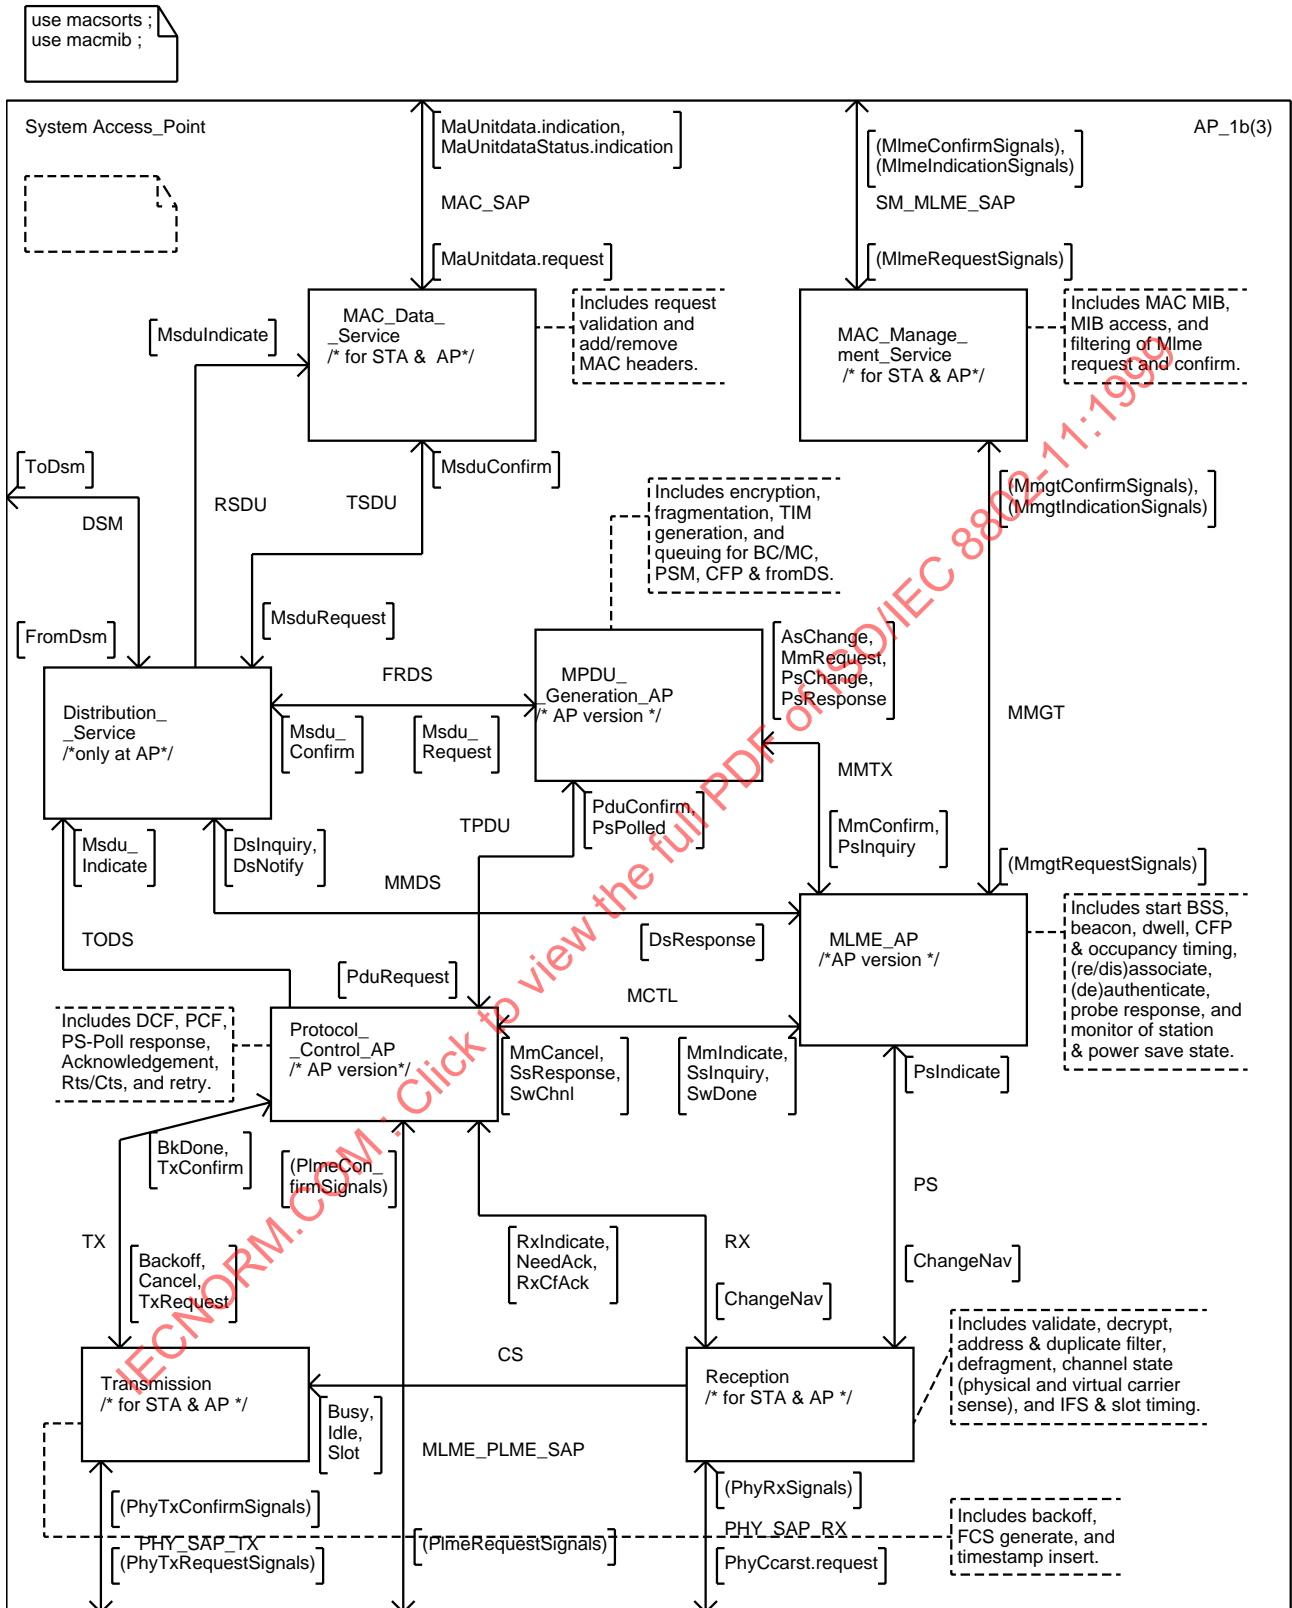 use macsorts ;
use macmib ;
System Access_Point
AP_1b(3)
MaUnitdata.indication,
MaUnitdataStatus.indication
(MlmeConfirmSignals),
(MlmeIndicationSignals)
MAC_SAP
SM_MLME_SAP
MaUnitdata.request
(MlmeRequestSignals)
MsduIndicate
MAC_Data_
_Service
/* for STA & AP*/
Includes request
validation and
add/remove
MAC headers.
MAC_Manage_
ment_Service
/* for STA & AP*/
Includes MAC MIB,
MIB access, and
filtering of Mlme
request and confirm.
ToDsm
DSM
RSDU
TSDU
MsduConfirm
Includes encryption,
fragmentation, TIM
generation, and
queuing for BC/MC,
PSM, CFP & fromDS.
(MmgtConfirmSignals),
(MmgtIndicationSignals)
FromDsm
MsduRequest
FRDS
MPDU_
_Generation_AP
/* AP version */
AsChange,
MmRequest,
PsChange,
PsResponse
MMGT
Distribution_
_Service
/*only at AP*/
Msdu_
Confirm
Msdu_
Request
MMTX
TPDU
PduConfirm,
PsPolled
Msdu_
Indicate
DsInquiry,
DsNotify
MmConfirm,
PsInquiry
MMDS
(MmgtRequestSignals)
TODS
DsResponse
MLME_AP
/*AP version */
Includes start BSS,
beacon, dwell, CFP
& occupancy timing,
(re/dis)associate,
(de)authenticate,
probe response, and
monitor of station
& power save state.
PduRequest
MCTL
Includes DCF, PCF,
PS-Poll response,
Acknowledgement,
Rts/Cts, and retry.
Protocol_
_Control_AP
/* AP version*/
MmCancel,
SsResponse,
SwChnl
MmIndicate,
SsInquiry,
SwDone
PsIndicate
BkDone,
TxConfirm
(PlmeCon_
firmSignals)
PS
TX
Backoff,
Cancel,
TxRequest
RxIndicate,
NeedAck,
RxCfAck
RX
ChangeNav
ChangeNav
CS
Transmission
/* for STA & AP */
Busy,
Idle,
Slot
Reception
/* for STA & AP */
Includes validate, decrypt,
address & duplicate filter,
defragment, channel state
(physical and virtual carrier
sense), and IFS & slot timing.
MLME_PLME_SAP
(PhyTxConfirmSignals)
(PhyRxSignals)
PHY_SAP_TX
(PhyTxRequestSignals)
(PlmeRequestSignals)
PHY_SAP_RX
PhyCcarst.request
Includes backoff,
FCS generate, and
timestamp insert.
IECNORM.COM : Click to view the full PDF of ISO/IEC 8802-11:1999